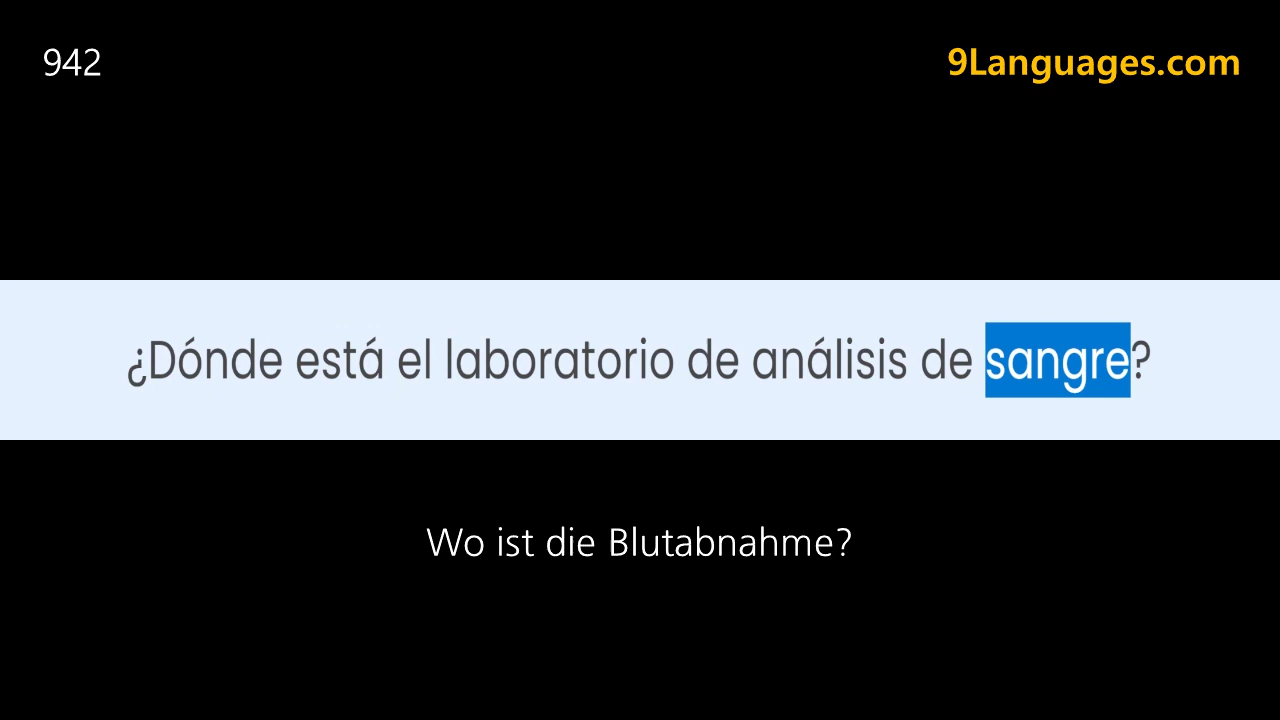 942
9Languages.com
¿Dónde está el laboratorio de análisis de sangre?
Wo ist die Blutabnahme?